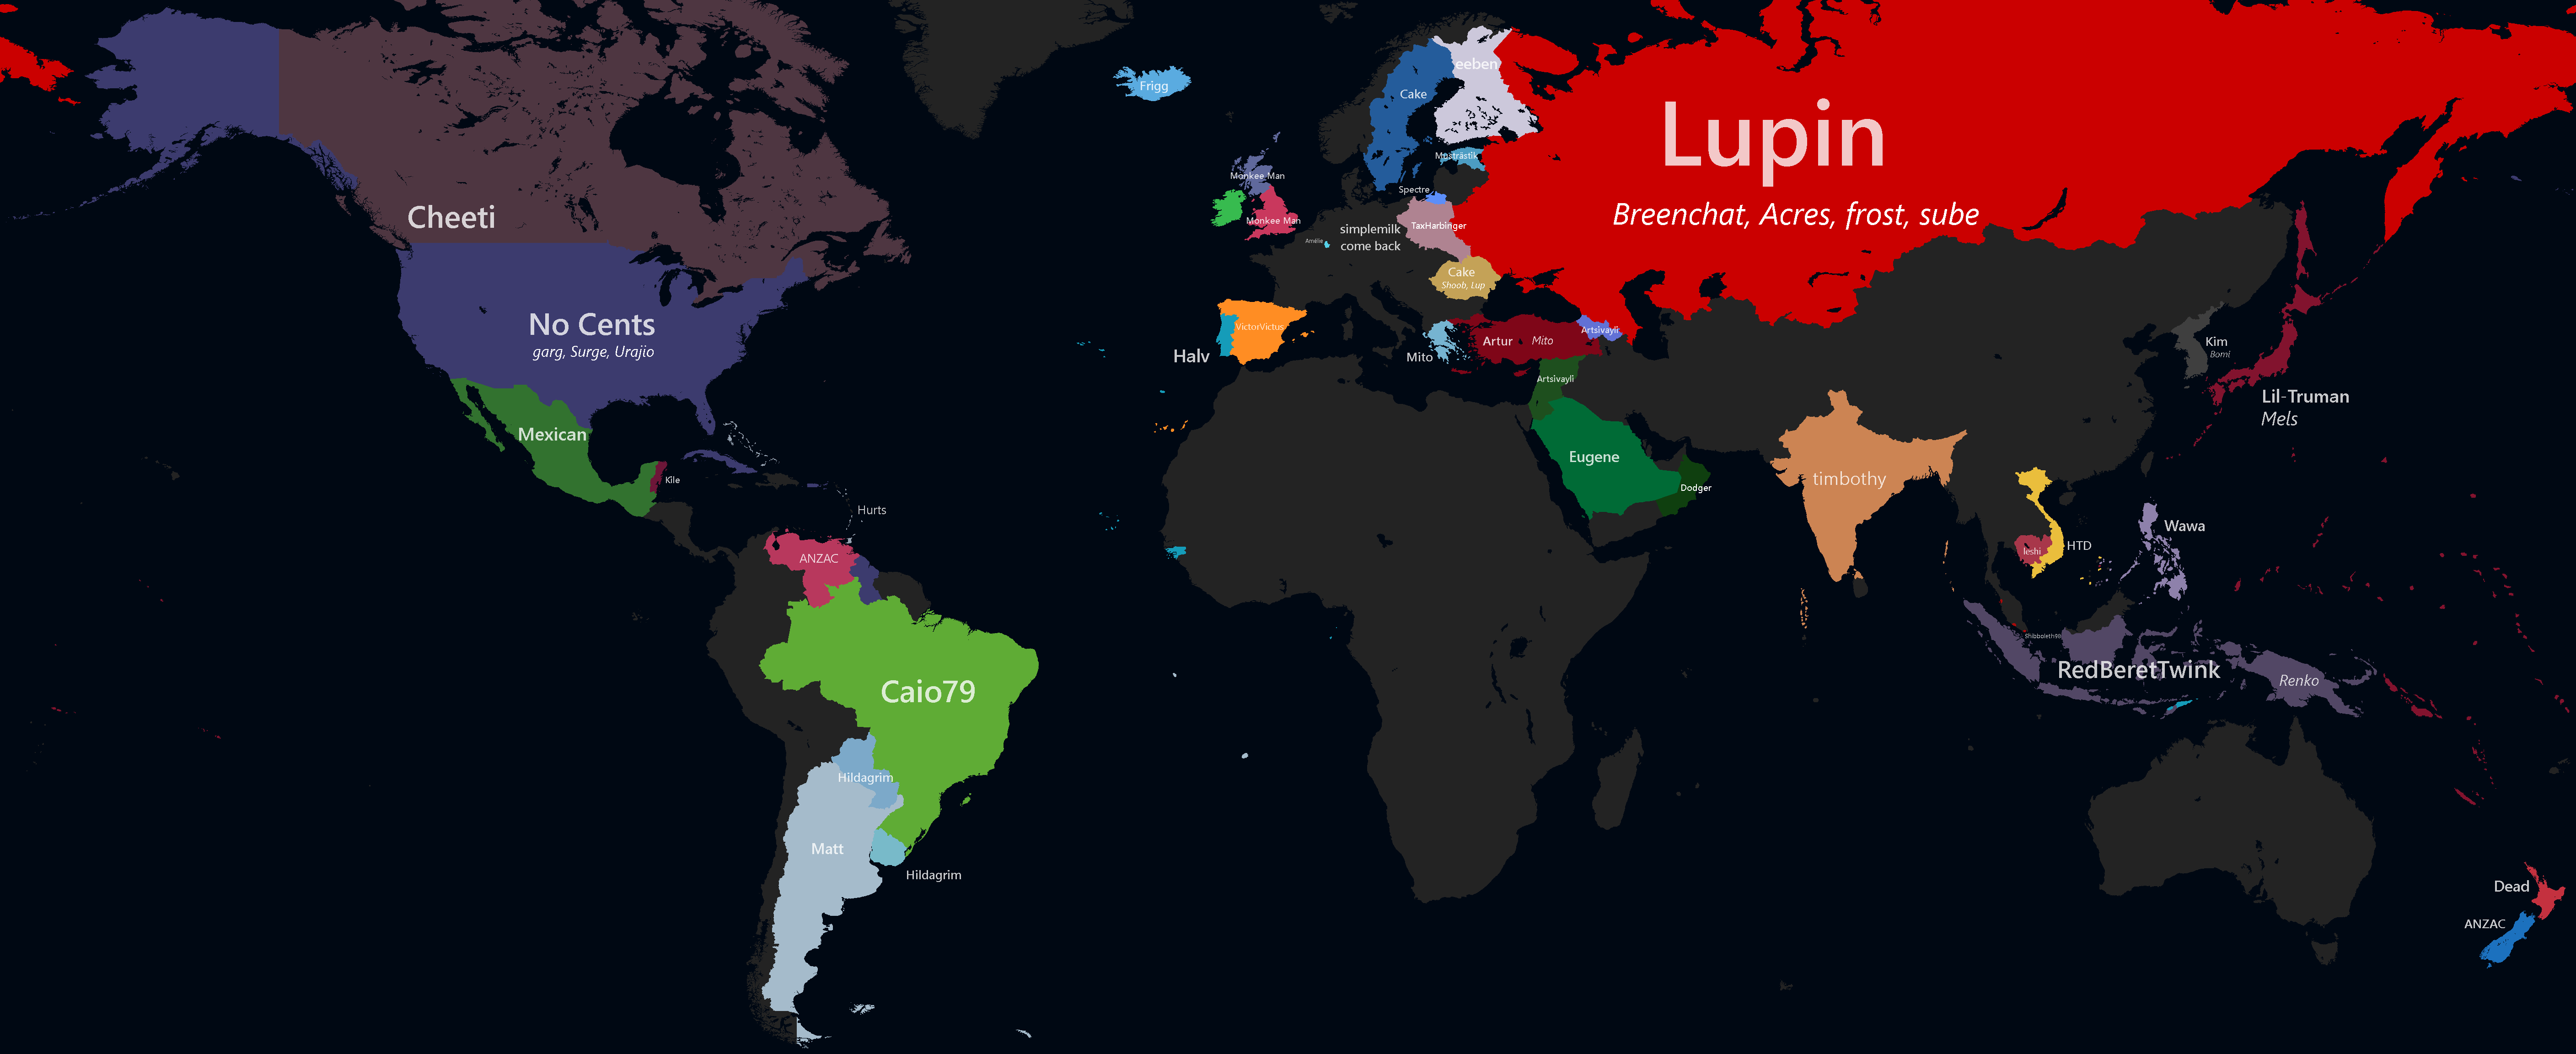 Cheeti
No Cents
garg, Surge, Urajio
Mexican
Kile
Hurts
ANZAC
Caio79
Hildagrim
Matt
Hildagrim
Frigg
Cake
eeben
Musträstik
Monkee Man
Monkee Man
Spectre
TaxHarbinger
simplemilk
come back
Amélie
Cake
Shoob, Lup
VictorVictus
Halv
Mito
Artur
Mito
Artsivayli
Artsivayli
Eugene
Dodger
Lupin
Breenchat, Acres, frost, sube
timbothy
Kim
Bomi
Lil-Truman
Mels
HTD
Ieshi
Wawa
Shibboleth98
RedBeretTwink
Renko
Dead
ANZAC